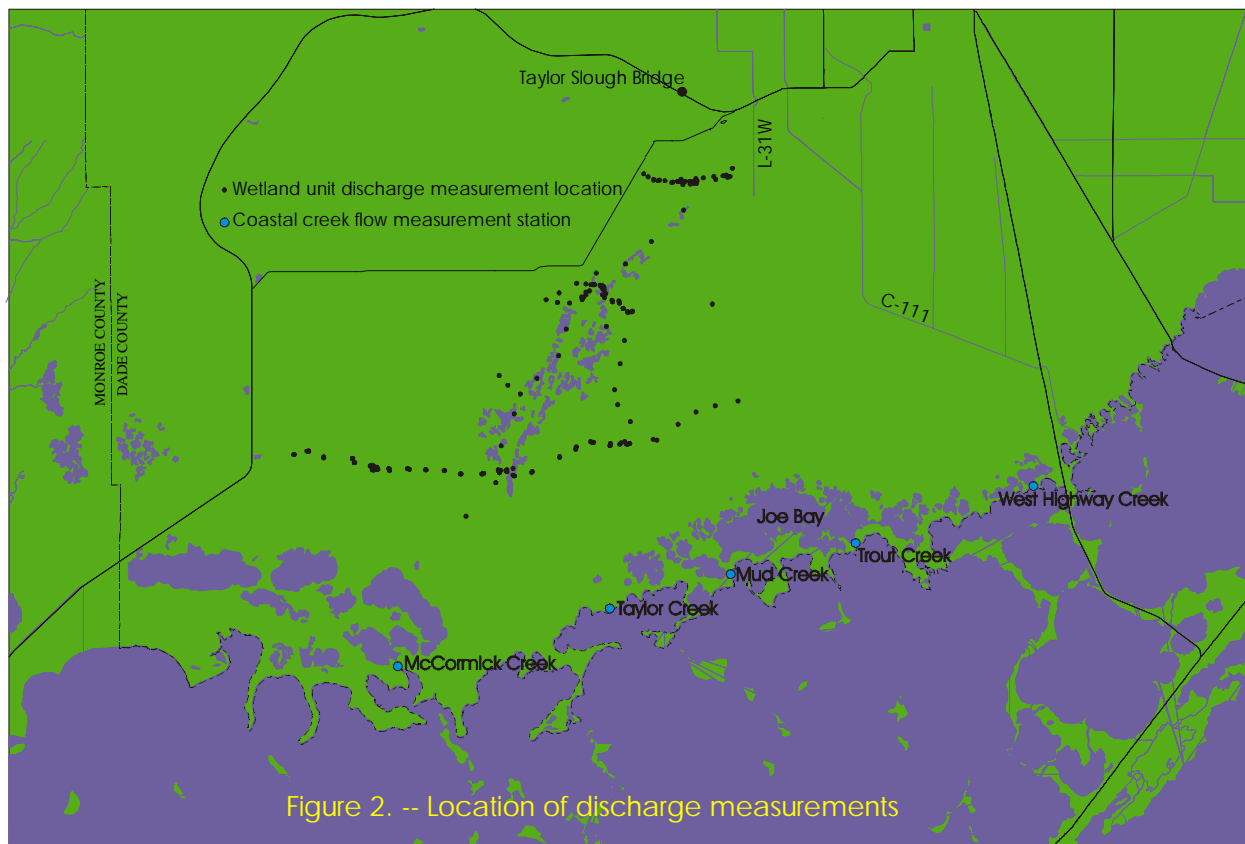 Taylor Slough Bridge
L-31W
Wetland unit discharge measurement location
Coastal creek flow measurement station
C-111
MONROE COUNTY
DADE COUNTY
West Highway Creek
Joe Bay
Trout Creek
Mud Creek
Taylor Creek
McCormick Creek
Figure 2. -- Location of discharge measurements